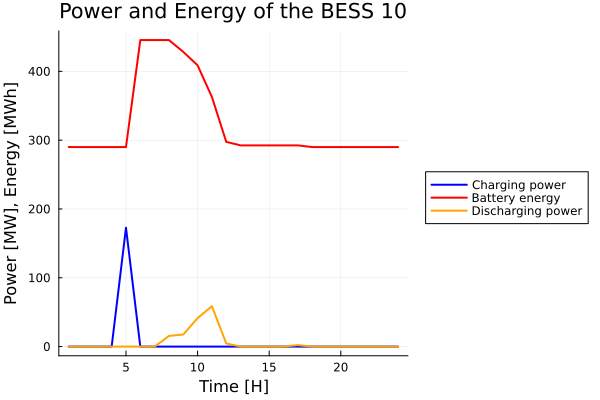 Power and Energy of the BESS 10
Power [MW], Energy [MWh]
400
300
200
100
0
5
10
15
20
Time [H]
Charging power
Battery energy
Discharging power